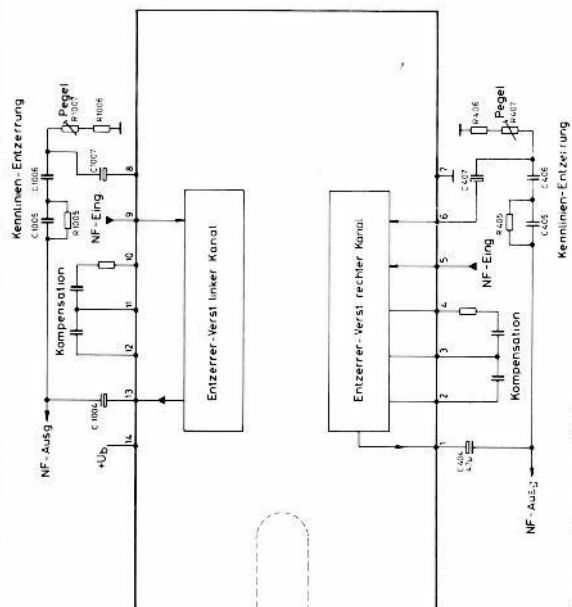 Kennlinien-Entzerrung
Pegel
R1007
R1006
C1006
C1007
C1005
R1005
NF-Eing
Kompensation
C1004
NF-Ausg
+Ub
8
9
10
11
12
13
14
Entzerrer-Verst. linker Kanal
Entzerrer-Verst. rechter Kanal
7
6
5
4
3
2
1
R406
Pegel
R407
C407
C406
R405
C405
NF-Eing
Kompensation
C404
4,7µ
NF-Ausg
Kennlinien-Entzerrung